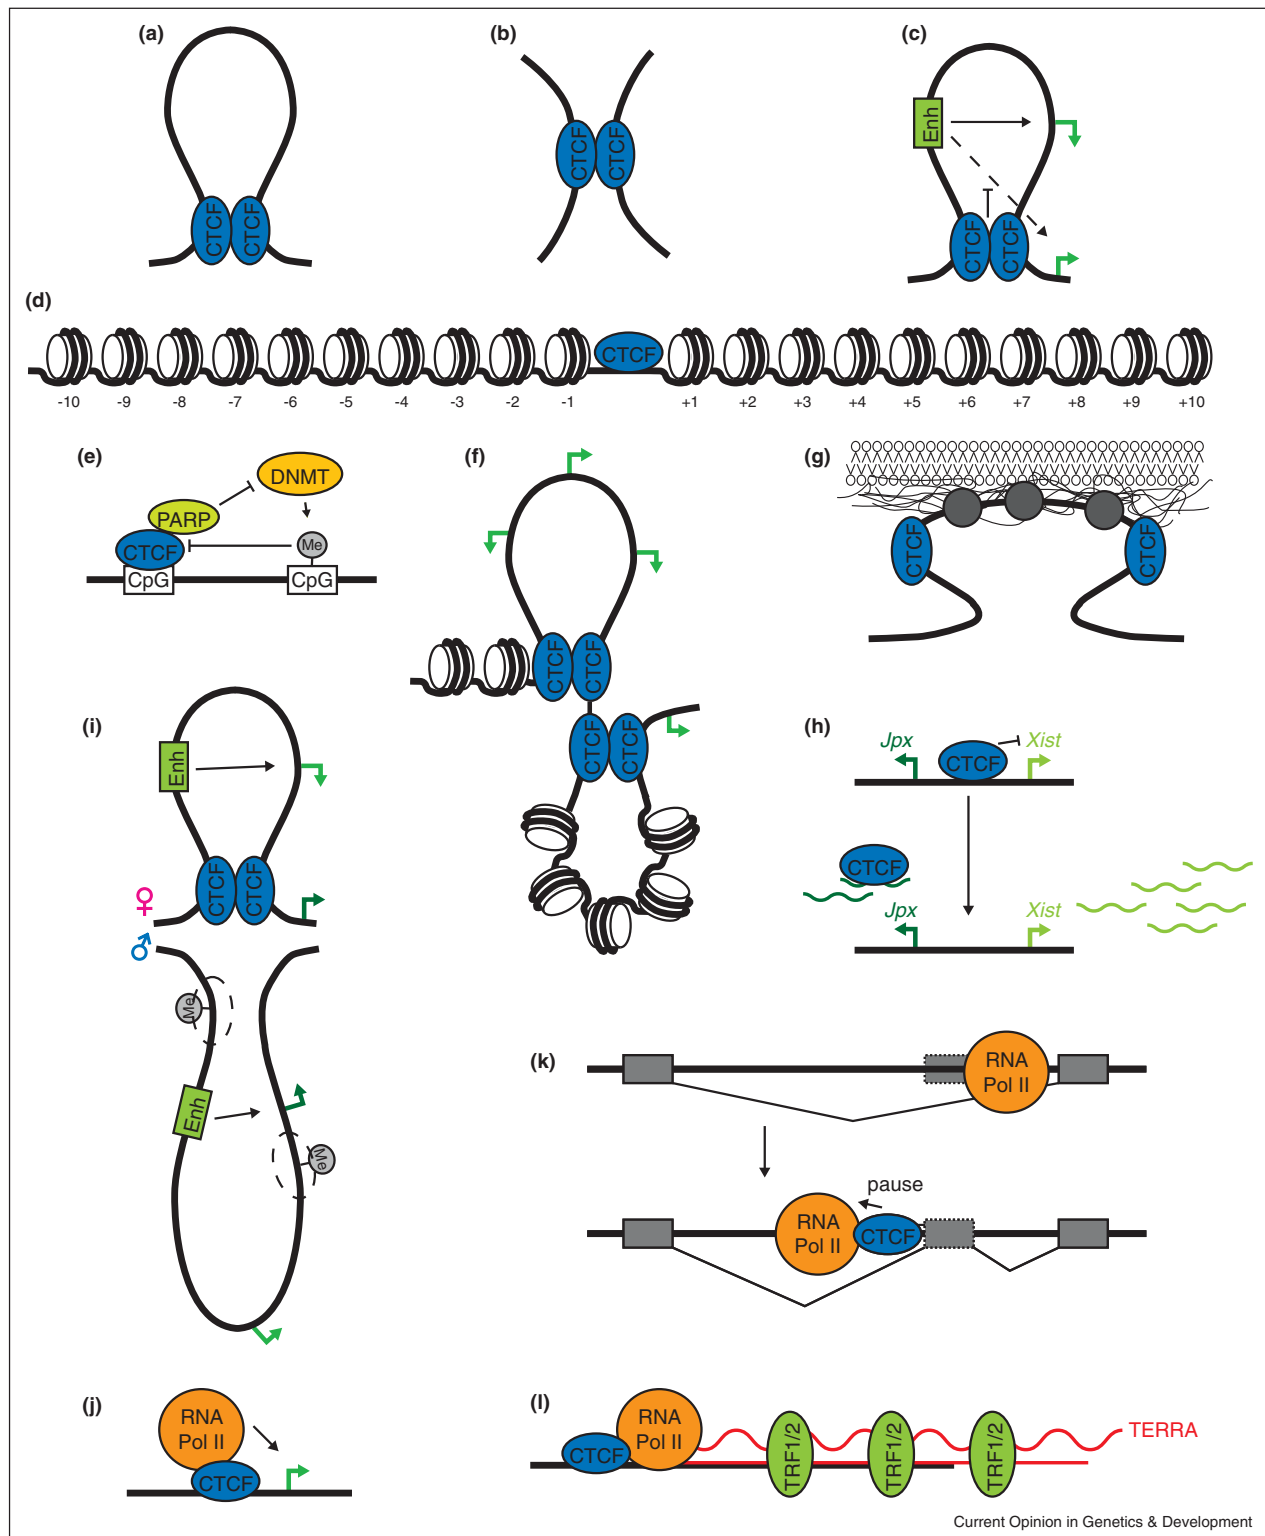 (a)
(b)
(c)
CTCF CTCF
CTCF CTCF
Enh
CTCF CTCF
(d)
CTCF
-10 -9 -8 -7 -6 -5 -4 -3 -2 -1 +1 +2 +3 +4 +5 +6 +7 +8 +9 +10
(e)
DNMT
PARP
CTCF
Me
CpG CpG
(f)
CTCF CTCF
CTCF CTCF
(g)
CTCF CTCF
(h)
Jpx Xist
CTCF
CTCF
Jpx Xist
(i)
Enh
CTCF CTCF
♀
♂
Me
Enh
Me
(j)
RNA
Pol II
CTCF
(k)
RNA
Pol II
pause
RNA
Pol II
CTCF
(l)
RNA
Pol II
CTCF
TRF1/2 TRF1/2 TRF1/2
TERRA
Current Opinion in Genetics & Development